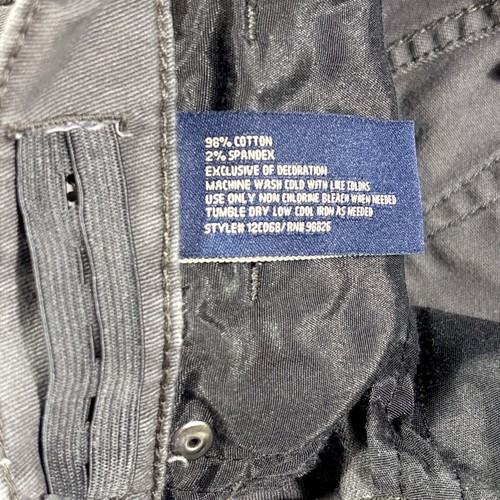 98% COTTON
2% SPANDEX
EXCLUSIVE OF DECORATION
MACHINE WASH COLD WITH LIKE COLORS
USE ONLY NON CHLORINE BLEACH WHEN NEEDED
TUMBLE DRY LOW COOL IRON AS NEEDED
STYLE# 12C068/RN# 98826